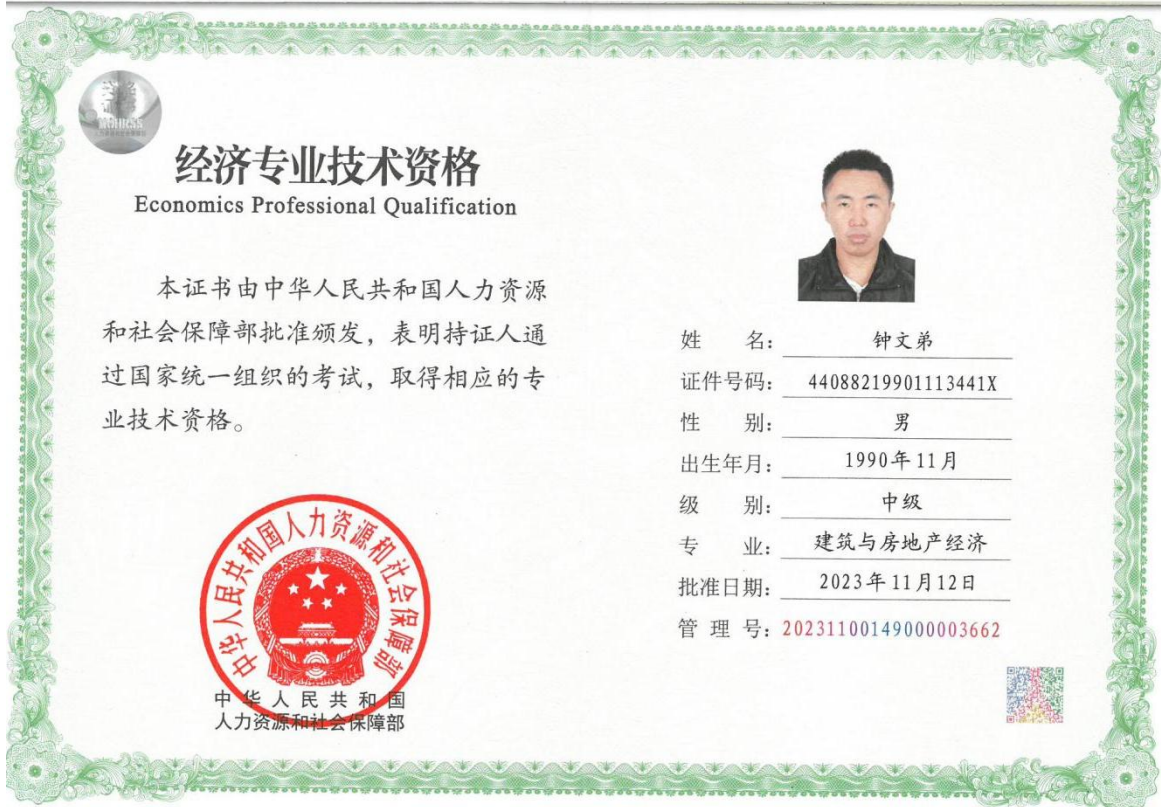 经济专业技术资格
Economics Professional Qualification
本证书由中华人民共和国人力资源
和社会保障部批准颁发，表明持证人通
过国家统一组织的考试，取得相应的专
业技术资格。
中华人民共和国人力资源和社会保障部
中华人民共和国
人力资源和社会保障部
姓名：钟文弟
证件号码：44088219901113441X
性别：男
出生年月：1990年11月
级别：中级
专业：建筑与房地产经济
批准日期：2023年11月12日
管理号：20231100149000003662